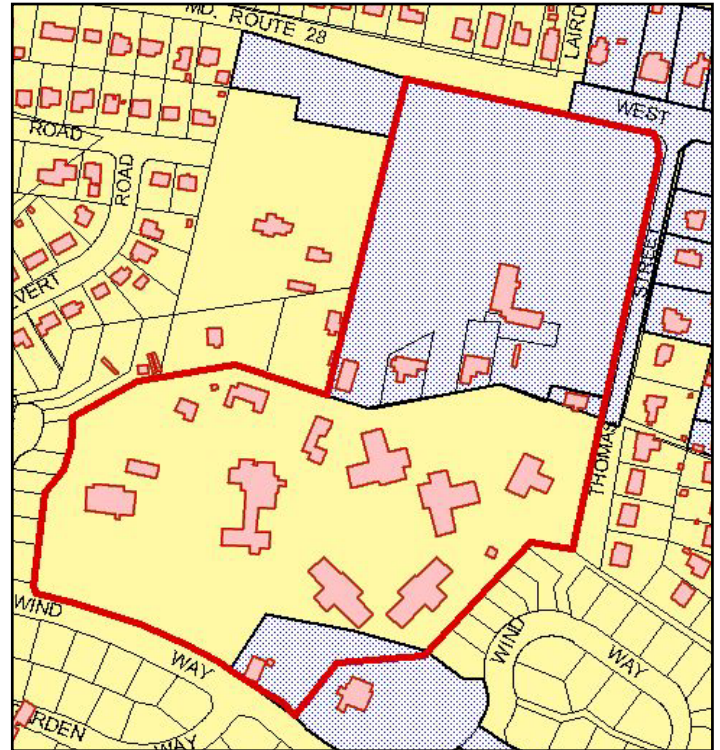 MD. ROUTE 28
LAIRD
WEST
ROAD
ROAD
STREET
VERT
THOMAS
WIND
WAY
WIND
WAY
RDEN
WAY